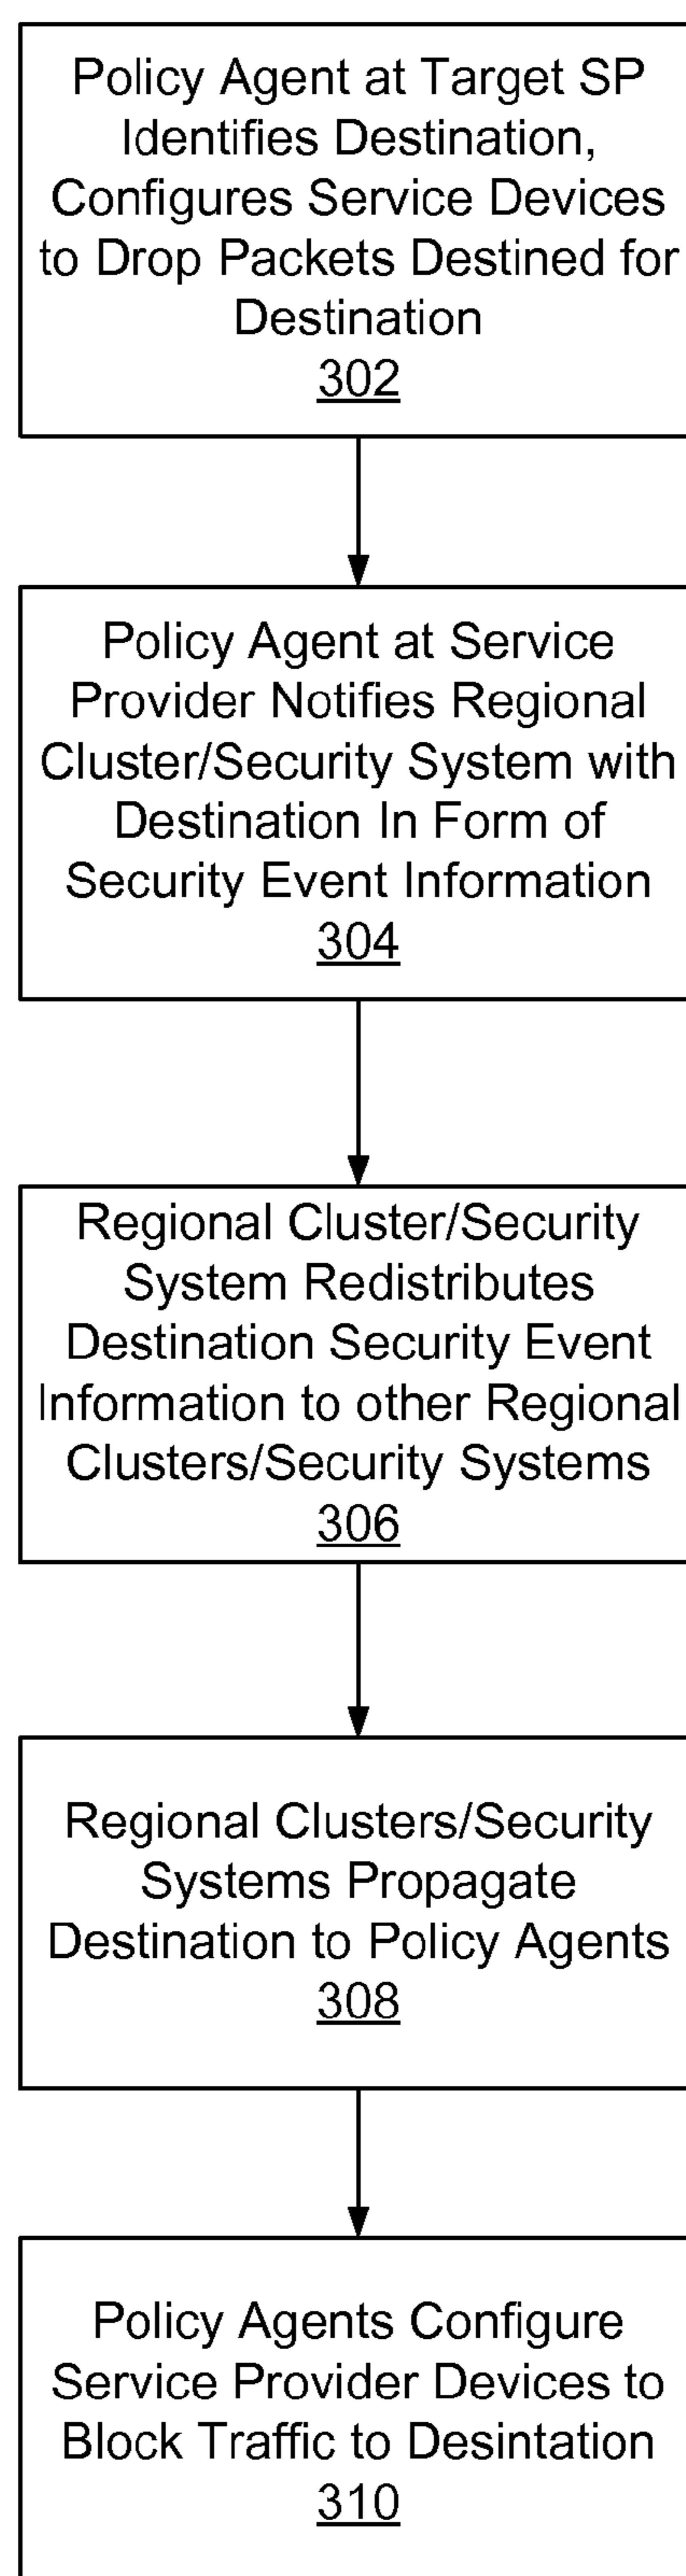 Policy Agent at Target SP
Identifies Destination,
Configures Service Devices
to Drop Packets Destined for
Destination
302
Policy Agent at Service
Provider Notifies Regional
Cluster/Security System with
Destination In Form of
Security Event Information
304
Regional Cluster/Security
System Redistributes
Destination Security Event
Information to other Regional
Clusters/Security Systems
306
Regional Clusters/Security
Systems Propagate
Destination to Policy Agents
308
Policy Agents Configure
Service Provider Devices to
Block Traffic to Desintation
310